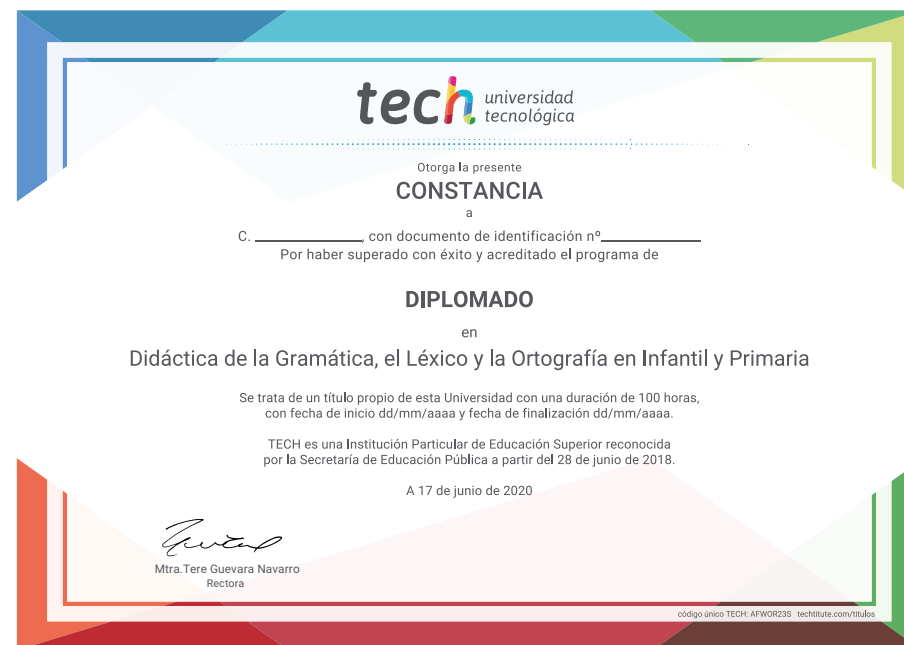 tech universidad
tecnológica
Otorga la presente
CONSTANCIA
a
C. ____________, con documento de identificación nº____________
Por haber superado con éxito y acreditado el programa de
DIPLOMADO
en
Didáctica de la Gramática, el Léxico y la Ortografía en Infantil y Primaria
Se trata de un título propio de esta Universidad con una duración de 100 horas,
con fecha de inicio dd/mm/aaaa y fecha de finalización dd/mm/aaaa.
TECH es una Institución Particular de Educación Superior reconocida
por la Secretaría de Educación Pública a partir del 28 de junio de 2018.
A 17 de junio de 2020
Mtra.Tere Guevara Navarro
Rectora
código único TECH: AFWOR23S techtitute.com/titulos